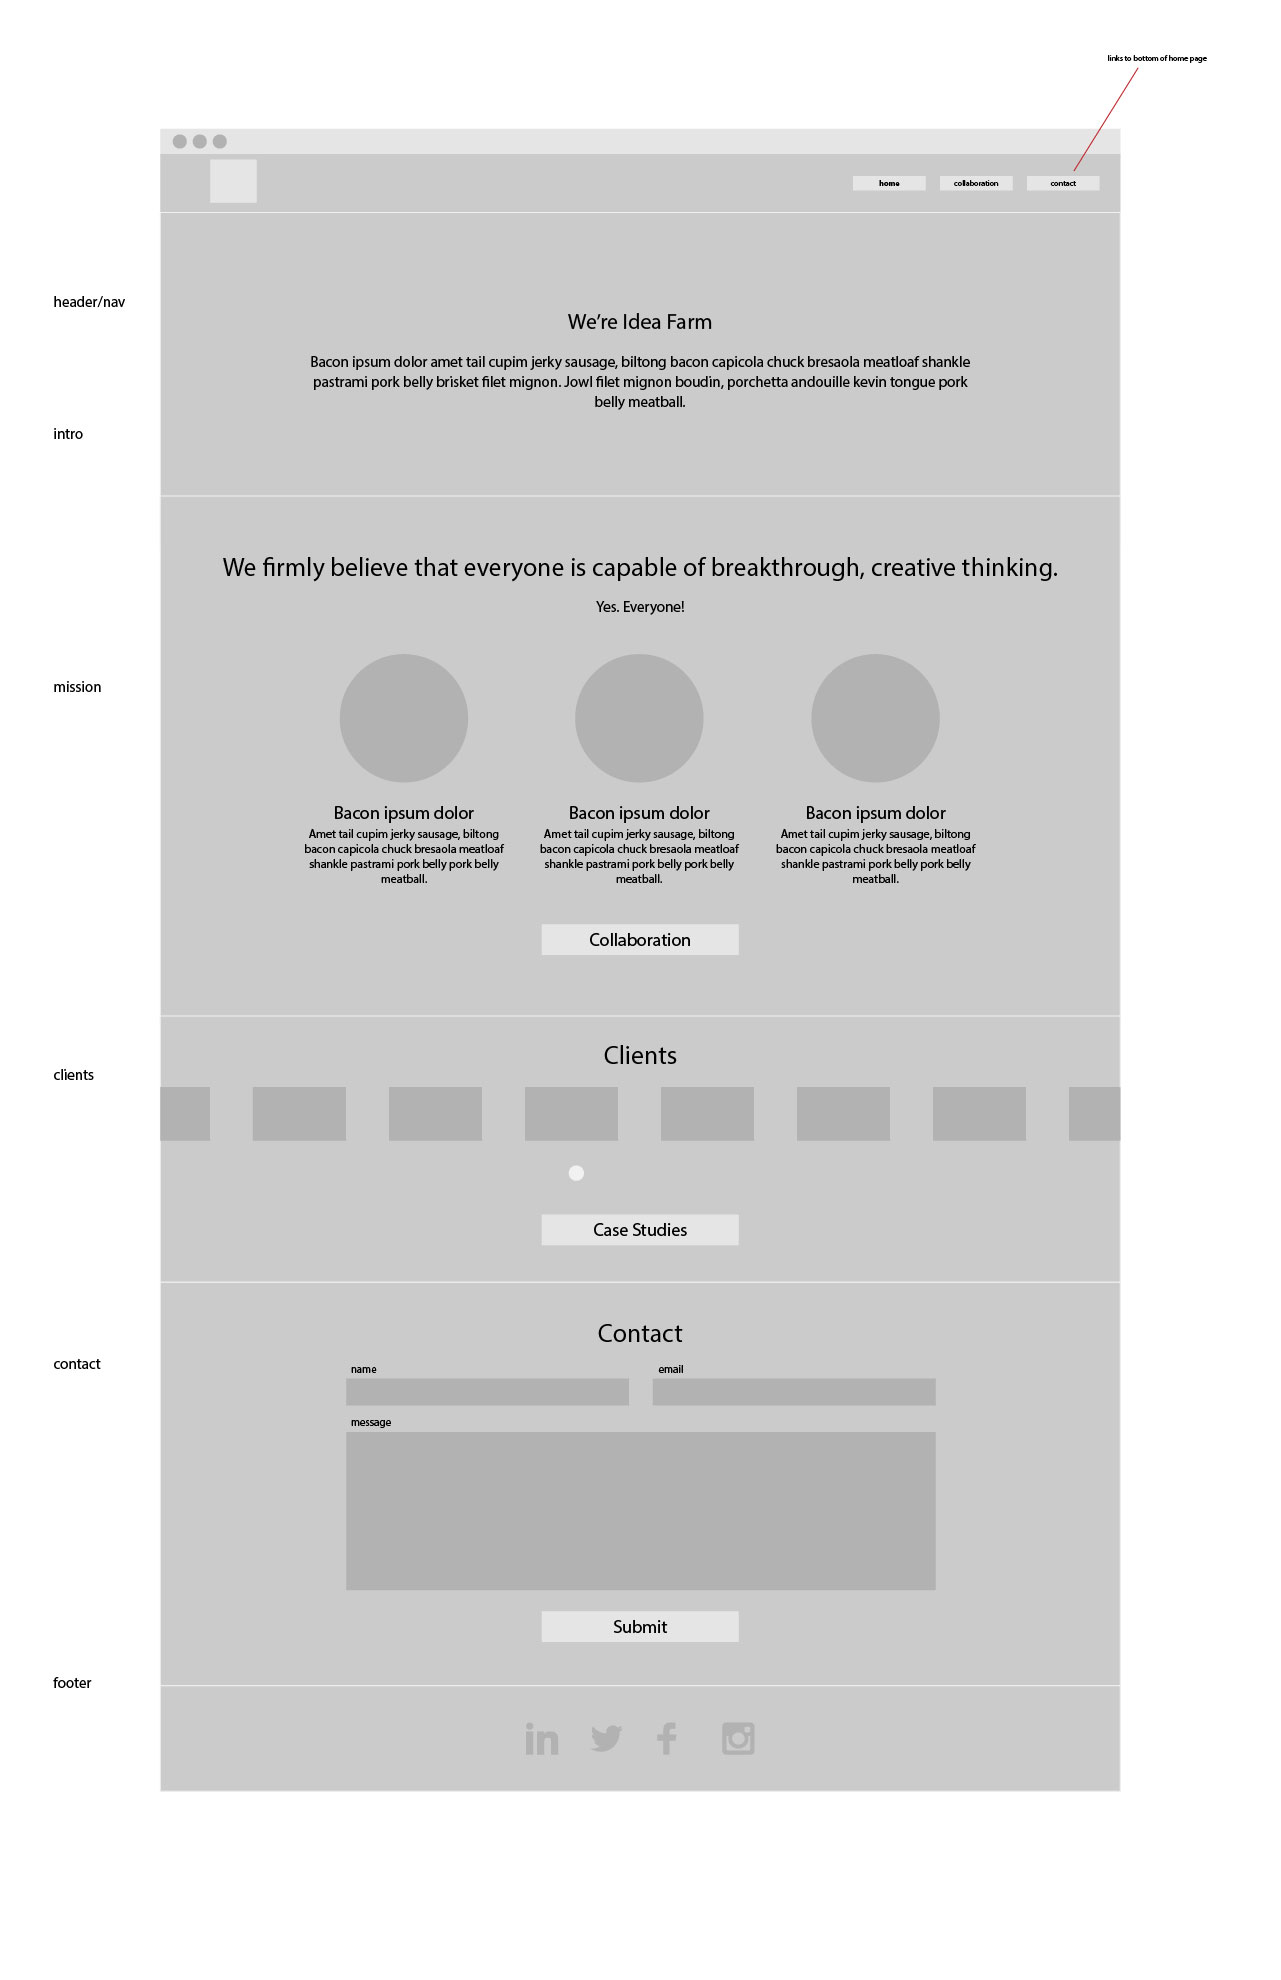 links to bottom of home page
home
collaboration
contact
header/nav
We’re Idea Farm
Bacon ipsum dolor amet tail cupim jerky sausage, biltong bacon capicola chuck bresaola meatloaf shankle
pastrami pork belly brisket filet mignon. Jowl filet mignon boudin, porchetta andouille kevin tongue pork
belly meatball.
intro
We firmly believe that everyone is capable of breakthrough, creative thinking.
Yes. Everyone!
mission
Bacon ipsum dolor
Amet tail cupim jerky sausage, biltong
bacon capicola chuck bresaola meatloaf
shankle pastrami pork belly pork belly
meatball.
Bacon ipsum dolor
Amet tail cupim jerky sausage, biltong
bacon capicola chuck bresaola meatloaf
shankle pastrami pork belly pork belly
meatball.
Bacon ipsum dolor
Amet tail cupim jerky sausage, biltong
bacon capicola chuck bresaola meatloaf
shankle pastrami pork belly pork belly
meatball.
Collaboration
Clients
clients
Case Studies
Contact
contact
name
email
message
Submit
footer